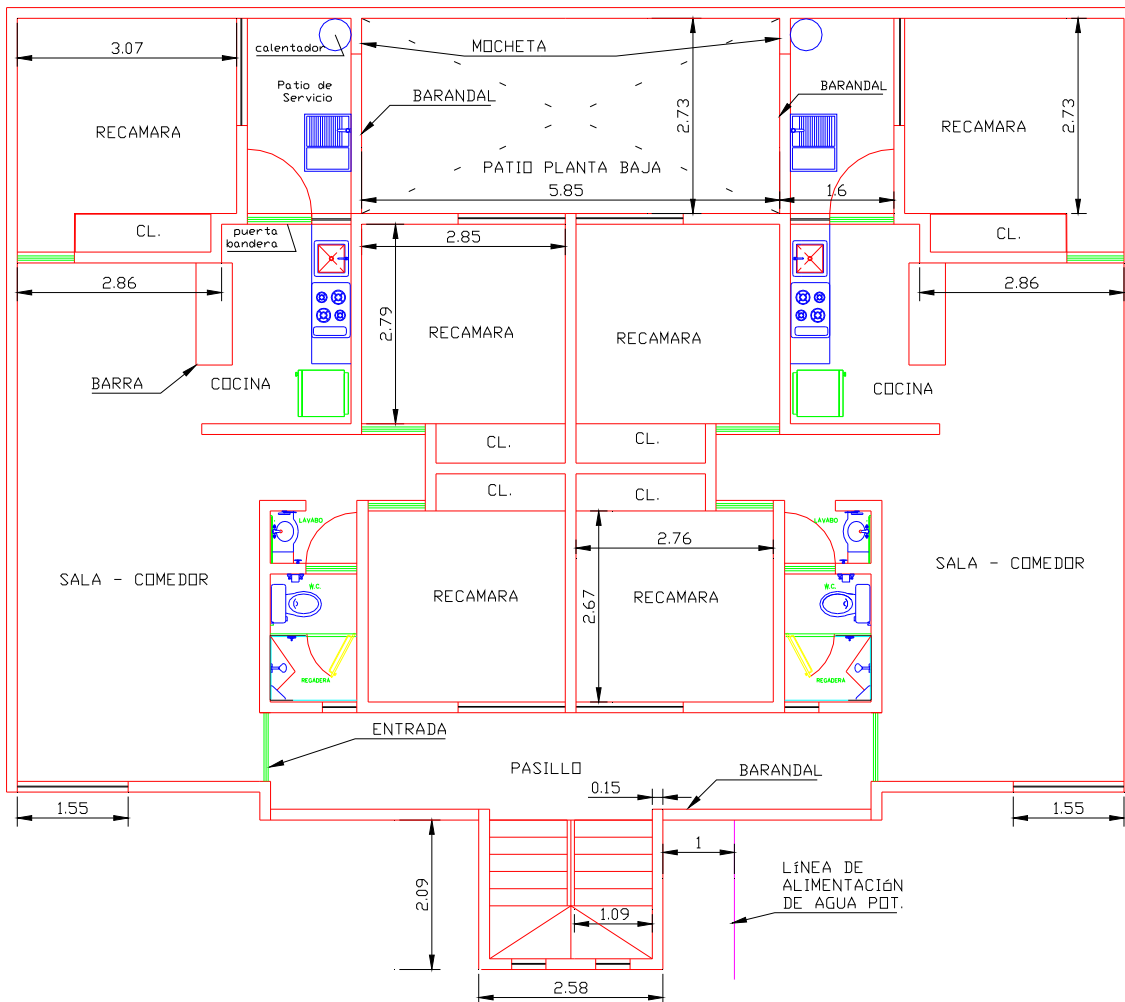 3.07
calentador
MOCHETA
Patio de
Servicio
BARANDAL
BARANDAL
RECAMARA
2.73
RECAMARA
2.73
PATIO PLANTA BAJA
5.85
1.6
CL.
puerta
bandera
CL.
2.86
2.85
2.86
2.79
RECAMARA
RECAMARA
BARRA
COCINA
COCINA
CL.
CL.
CL.
CL.
LAVABO
LAVABO
2.76
SALA - COMEDOR
W.C.
RECAMARA
2.67
RECAMARA
W.C.
SALA - COMEDOR
REGADERA
REGADERA
ENTRADA
PASILLO
BARANDAL
0.15
1.55
1.55
1
2.09
LíNEA DE
ALIMENTACIóN
DE AGUA POT.
1.09
2.58